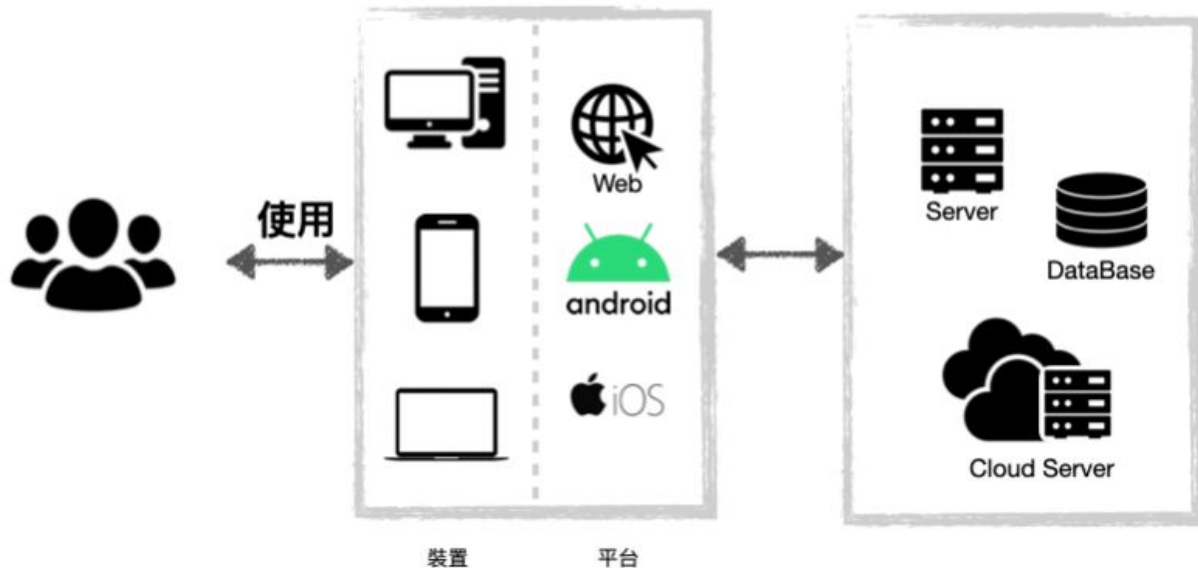 使用
Web
android
iOS
Server
DataBase
Cloud Server
裝置
平台